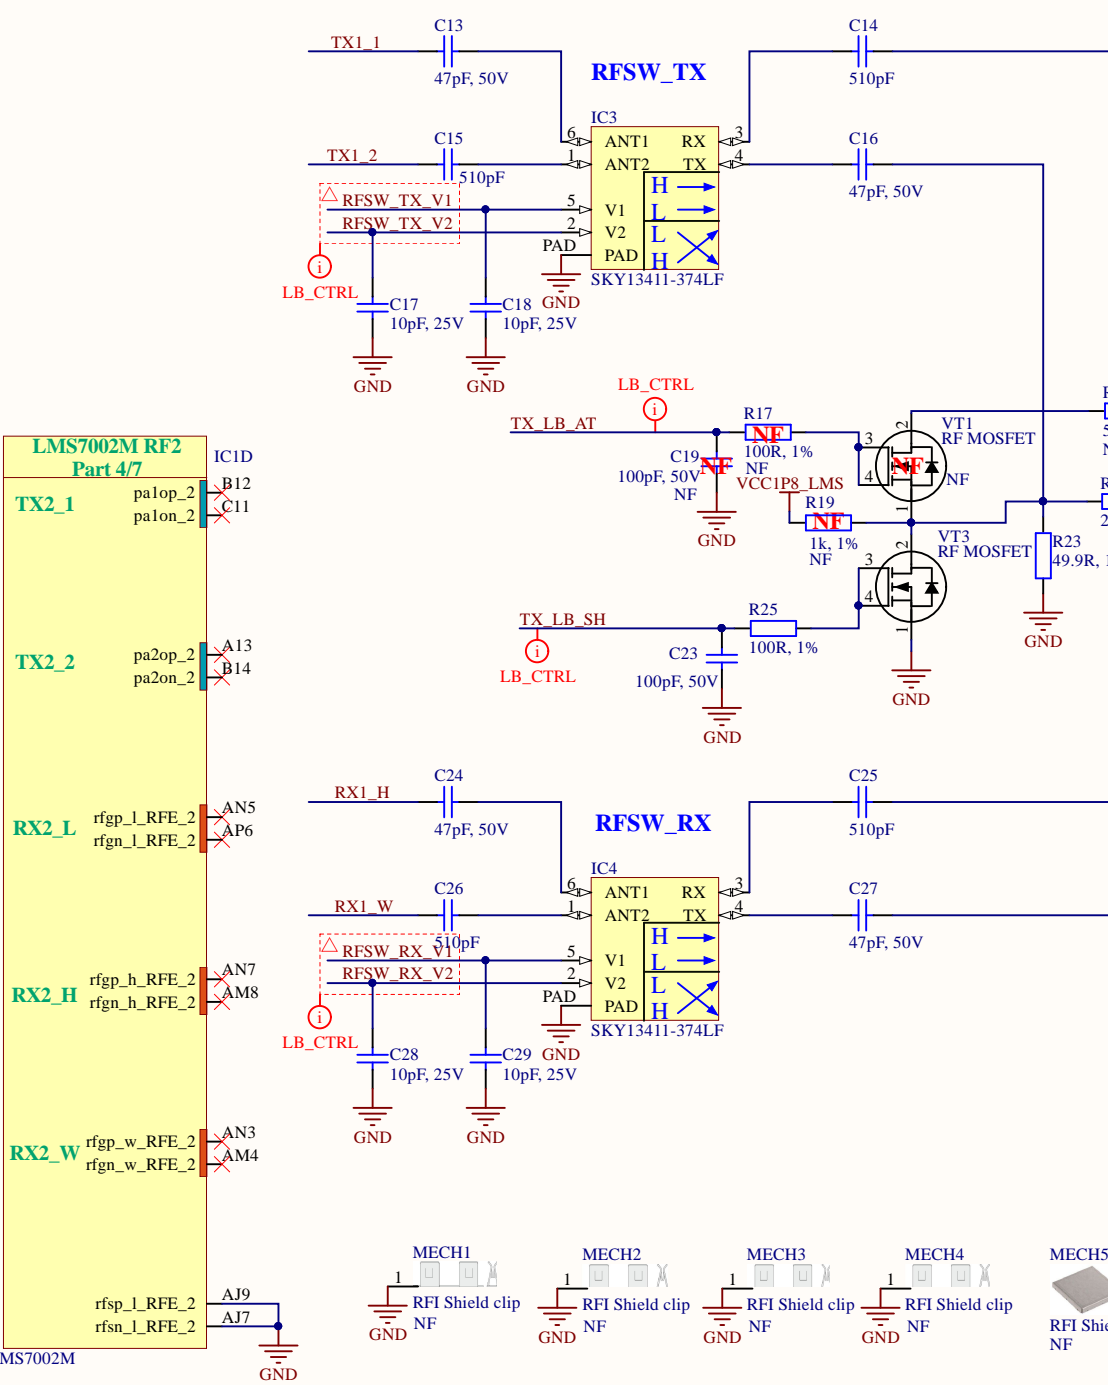 C13
TX1_1
47pF, 50V
RFSW_TX
C14
510pF
IC3
C15
TX1_2
510pF
6
ANT1
RX
3
1
ANT2
TX
4
C16
47pF, 50V
H
L
L
H
RFSW_TX_V1
RFSW_TX_V2
5
V1
2
V2
PAD
PAD
GND
SKY13411-374LF
i
LB_CTRL
C17
10pF, 25V
GND
C18
10pF, 25V
GND
LB_CTRL
i
TX_LB_AT
R17
NF
100R, 1%
NF
C19
NF
100pF, 50V
NF
GND
VCC1P8_LMS
R19
NF
1k, 1%
NF
2
VT1
RF MOSFET
3
4
NF
NF
1
2
VT3
RF MOSFET
3
4
1
GND
R23
49.9R,
GND
TX_LB_SH
i
LB_CTRL
R25
100R, 1%
C23
100pF, 50V
GND
LMS7002M RF2
Part 4/7
IC1D
TX2_1
pa1op_2
B12
pa1on_2
C11
TX2_2
pa2op_2
A13
pa2on_2
B14
RX2_L
rfgp_l_RFE_2
AN5
rfgn_l_RFE_2
AP6
RX2_H
rfgp_h_RFE_2
AN7
rfgn_h_RFE_2
AM8
RX2_W
rfgp_w_RFE_2
AN3
rfgn_w_RFE_2
AM4
rfsp_l_RFE_2
AJ9
rfsn_l_RFE_2
AJ7
MS7002M
GND
C24
RX1_H
47pF, 50V
RFSW_RX
C25
510pF
IC4
C26
RX1_W
510pF
6
ANT1
RX
3
1
ANT2
TX
4
C27
47pF, 50V
H
L
L
H
RFSW_RX_V1
RFSW_RX_V2
5
V1
2
V2
PAD
PAD
GND
SKY13411-374LF
i
LB_CTRL
C28
10pF, 25V
GND
C29
10pF, 25V
GND
MECH1
1
RFI Shield clip
GND
NF
MECH2
1
RFI Shield clip
GND
NF
MECH3
1
RFI Shield clip
GND
NF
MECH4
1
RFI Shield clip
GND
NF
MECH5
RFI Shie
NF